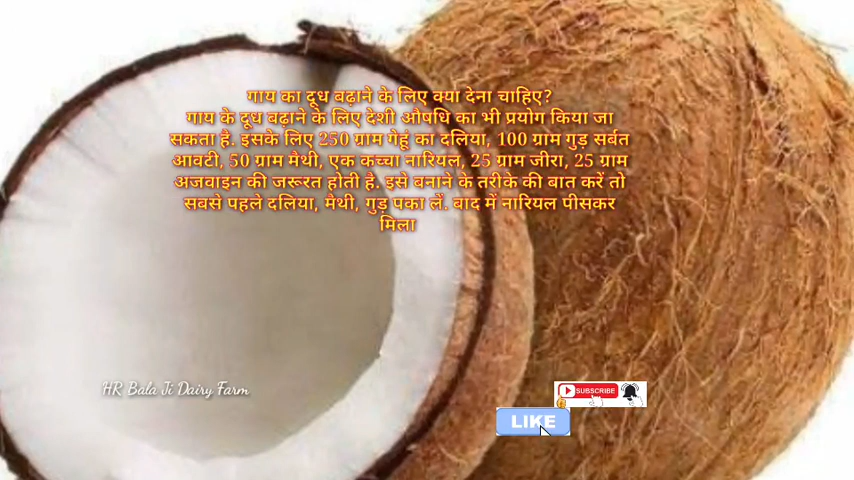 गाय का दूध बढ़ाने के लिए क्या देना चाहिए?
गाय के दूध बढ़ाने के लिए देशी औषधि का भी प्रयोग किया जा
सकता है. इसके लिए 250 ग्राम गेहूं का दलिया, 100 ग्राम गुड़ सर्बत
आवटी, 50 ग्राम मैथी, एक कच्चा नारियल, 25 ग्राम जीरा, 25 ग्राम
अजवाइन की जरूरत होती है. इसे बनाने के तरीके की बात करें तो
सबसे पहले दलिया, मैथी, गुड़ पका लें. बाद में नारियल पीसकर
मिला
HR Bala Ji Dairy Farm
SUBSCRIBE
LIKE